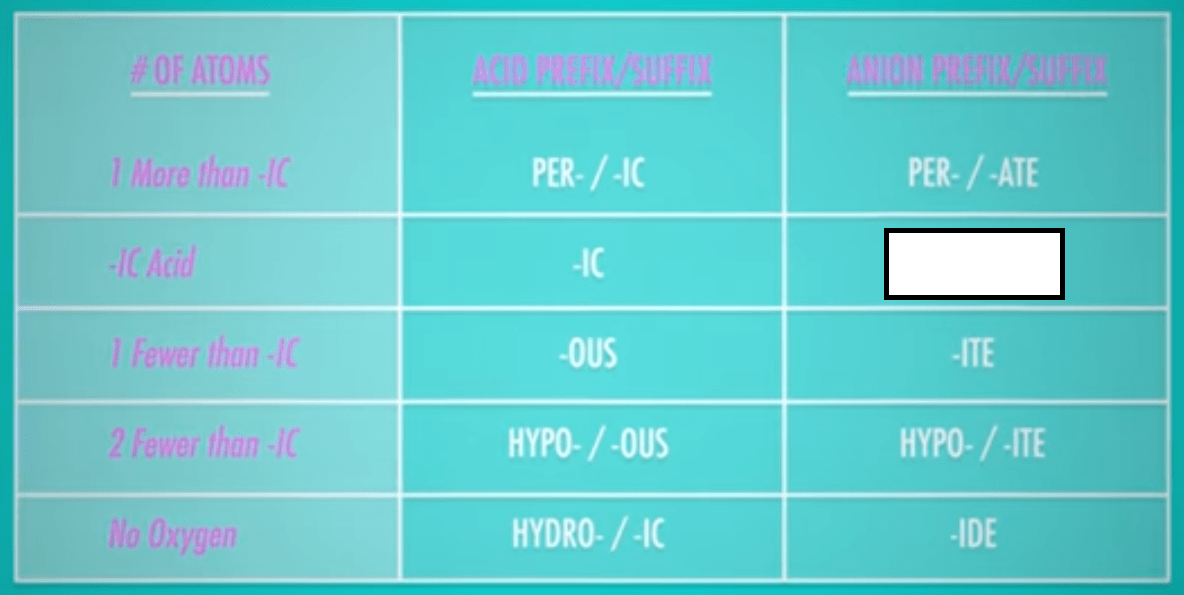 # OF ATOMS ACID PREFIX/SUFFIX ANION PREFIX/SUFFIX
1 More than -IC PER- / -IC PER- / -ATE
-IC Acid -IC
1 Fewer than -IC -OUS -ITE
2 Fewer than -IC HYPO- / -OUS HYPO- / -ITE
No Oxygen HYDRO- / -IC -IDE